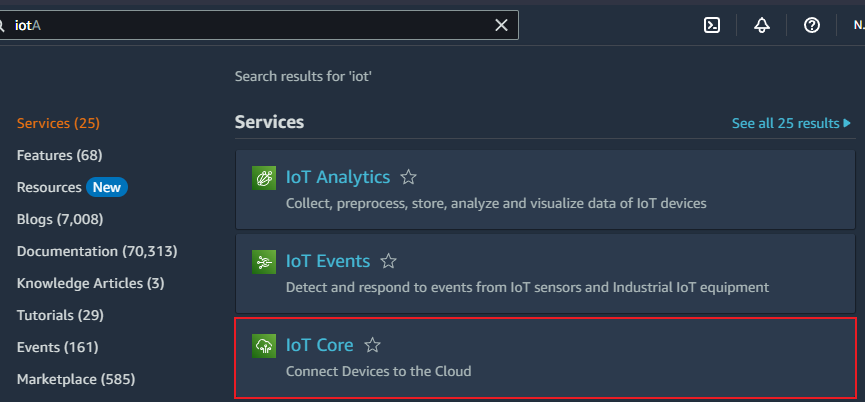 iotA
N.
Search results for 'iot'
Services (25)
Features (68)
Resources New
Blogs (7,008)
Documentation (70,313)
Knowledge Articles (3)
Tutorials (29)
Events (161)
Marketplace (585)
Services
See all 25 results
IoT Analytics
Collect, preprocess, store, analyze and visualize data of IoT devices
IoT Events
Detect and respond to events from IoT sensors and Industrial IoT equipment
IoT Core
Connect Devices to the Cloud